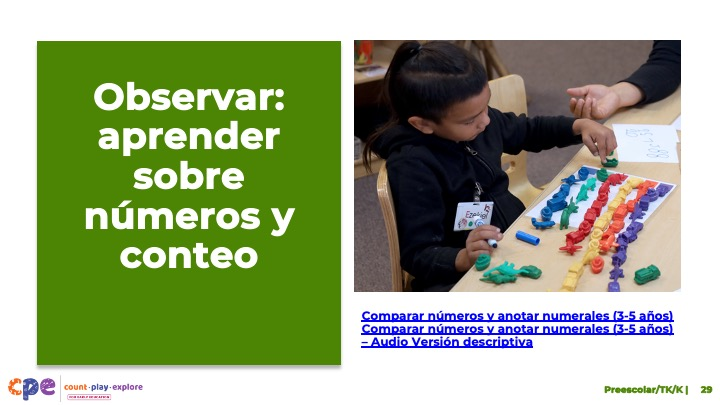 Observar:
aprender
sobre
números y
conteo
Ezekiel
Comparar números y anotar numerales (3-5 años)
Comparar números y anotar numerales (3-5 años)
– Audio Versión descriptiva
cpe
count·play·explore
Preescolar/TK/K | 29